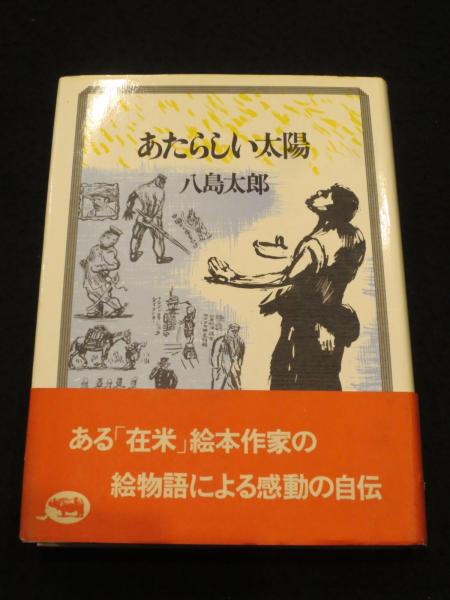 あたらしい太陽
八島太郎
ある「在米」絵本作家の
絵物語による感動の自伝